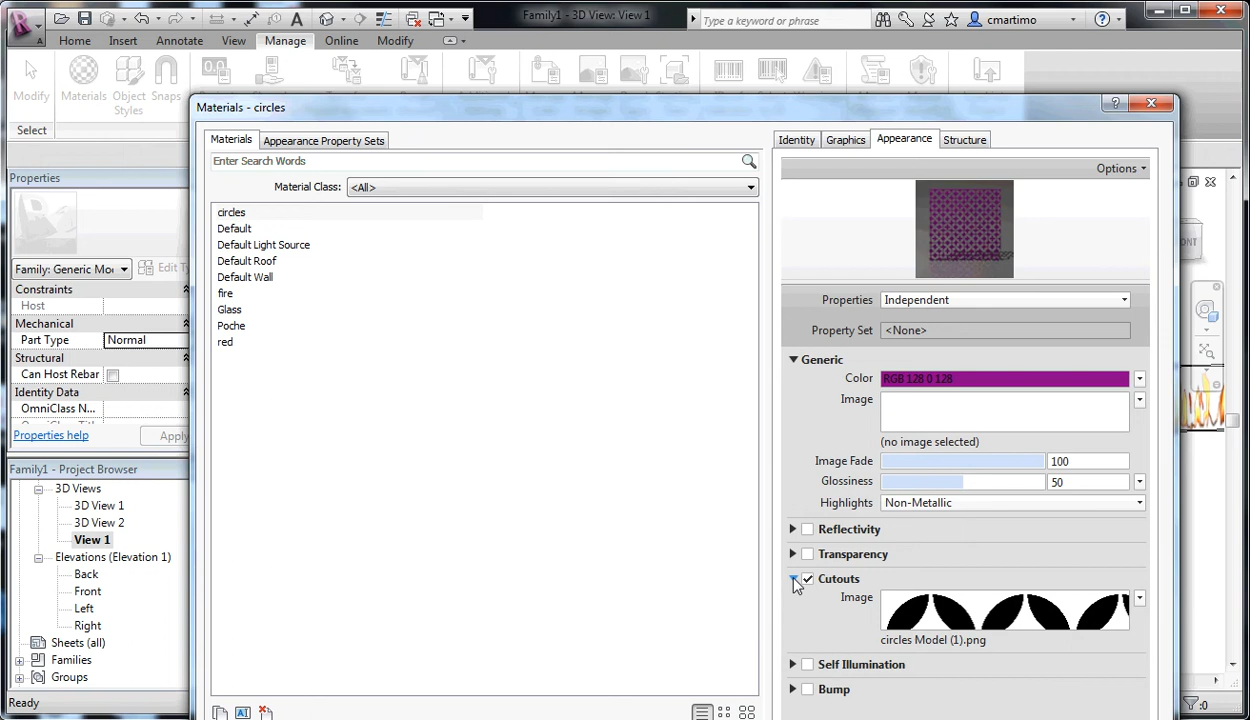 Family1 - 3D View: View 1
Type a keyword or phrase
cmartimo
Home Insert Annotate View Manage Online Modify
Modify
Materials
Object Styles
Snaps
Select
Properties
Family: Generic Mo
Edit T
Constraints
Host
Mechanical
Part Type Normal
Structural
Can Host Rebar
Identity Data
OmniClass N...
Properties help
Apply
Family1 - Project Browser
3D Views
3D View 1
3D View 2
View 1
Elevations (Elevation 1)
Back
Front
Left
Right
Sheets (all)
Families
Groups
Ready
Materials - circles
Materials
Appearance Property Sets
Enter Search Words
Material Class: <All>
circles
Default
Default Light Source
Default Roof
Default Wall
fire
Glass
Poche
red
Identity Graphics Appearance Structure
Options
Properties Independent
Property Set <None>
Generic
Color RGB 128 0 128
Image
(no image selected)
Image Fade 100
Glossiness 50
Highlights Non-Metallic
Reflectivity
Transparency
Cutouts
Image
circles Model (1).png
Self Illumination
Bump
ONT
:0